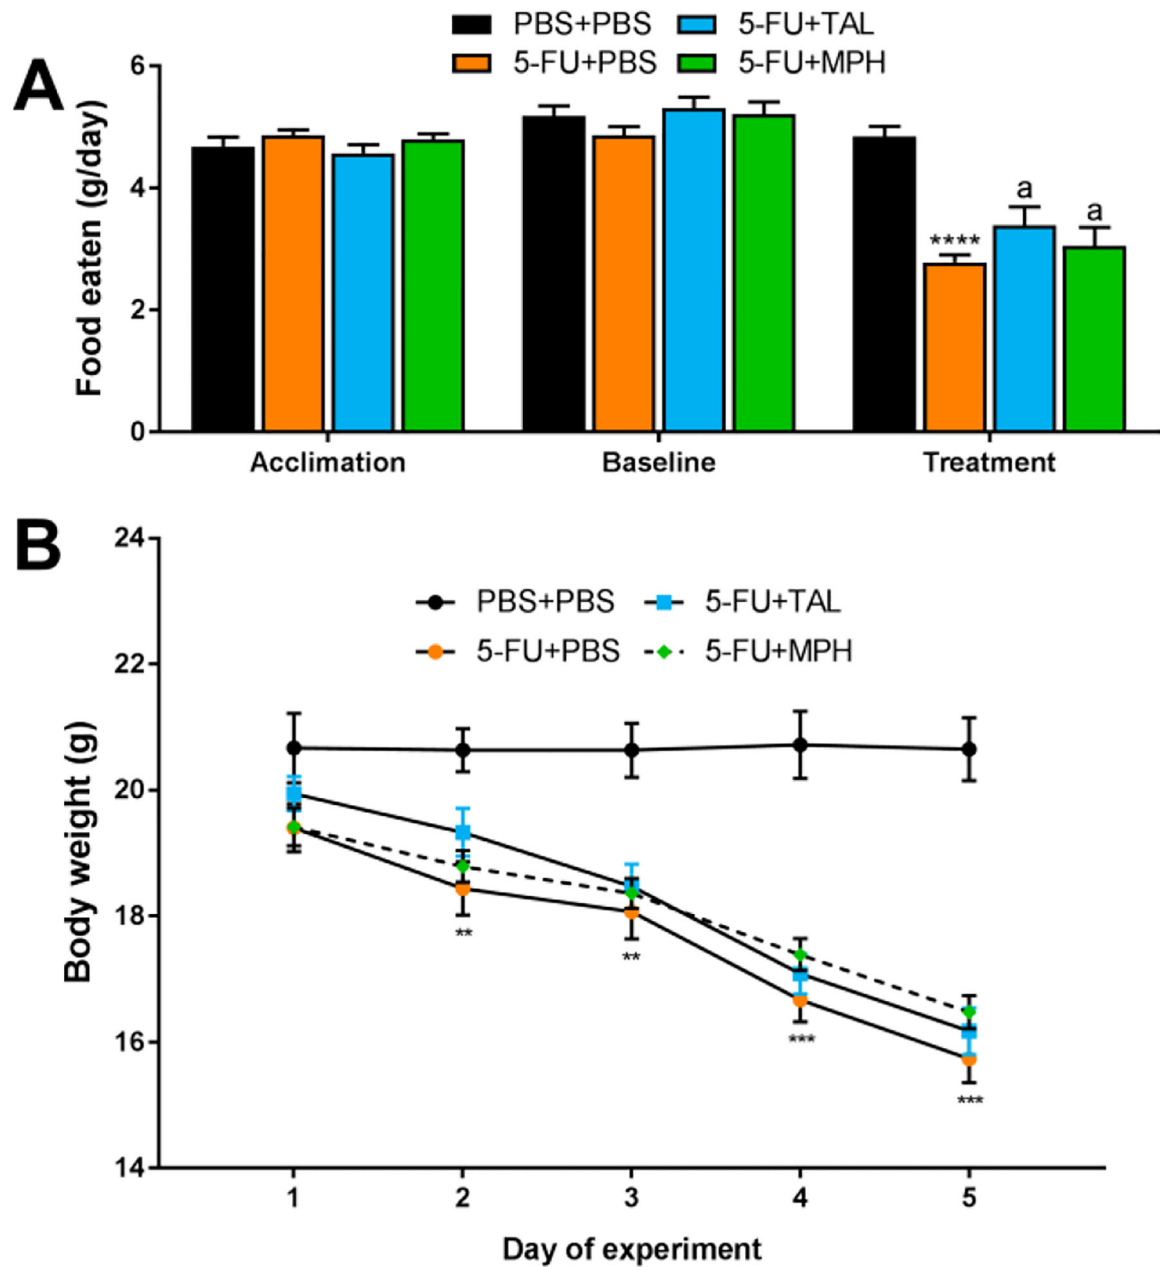 PBS+PBS 5-FU+TAL
5-FU+PBS 5-FU+MPH
A
Food eaten (g/day)
6
4
2
0
a
a
****
Acclimation Baseline Treatment
B
Body weight (g)
24
22
20
18
16
14
PBS+PBS 5-FU+TAL
5-FU+PBS 5-FU+MPH
**
**
***
***
1 2 3 4 5
Day of experiment